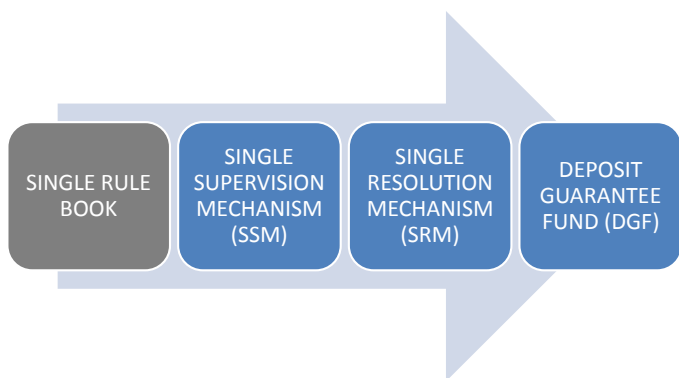 SINGLE RULE
BOOK
SINGLE
SUPERVISION
MECHANISM
(SSM)
SINGLE
RESOLUTION
MECHANISM
(SRM)
DEPOSIT
GUARANTEE
FUND (DGF)